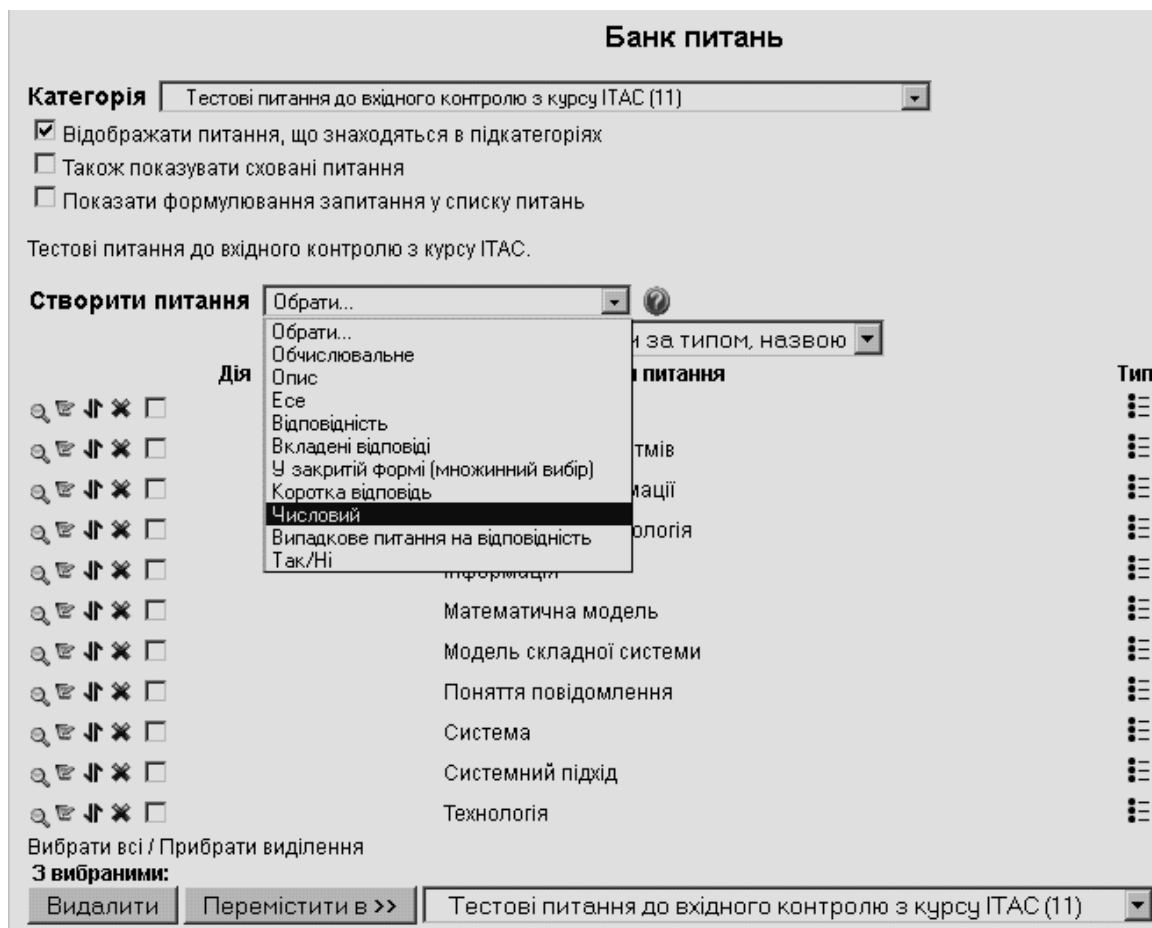 Банк питань
Категорія Тестові питання до вхідного контролю з курсу ІТАС (11)
Відображати питання, що знаходяться в підкатегоріях
Також показувати сховані питання
Показати формулювання запитання у списку питань
Тестові питання до вхідного контролю з курсу ІТАС.
Створити питання Обрати...
Обрати...
Обчислювальне
Опис
Есе
Відповідність
Вкладені відповіді
У закритій формі (множинний вибір)
Коротка відповідь
Числовий
Випадкове питання на відповідність
Так/Ні
за типом, назвою
Дія питання Тип
тмів
мації
ологія
Інформація
Математична модель
Модель складної системи
Поняття повідомлення
Система
Системний підхід
Технологія
Вибрати всі / Прибрати виділення
З вибраними:
Видалити Перемістити в >> Тестові питання до вхідного контролю з курсу ІТАС (11)